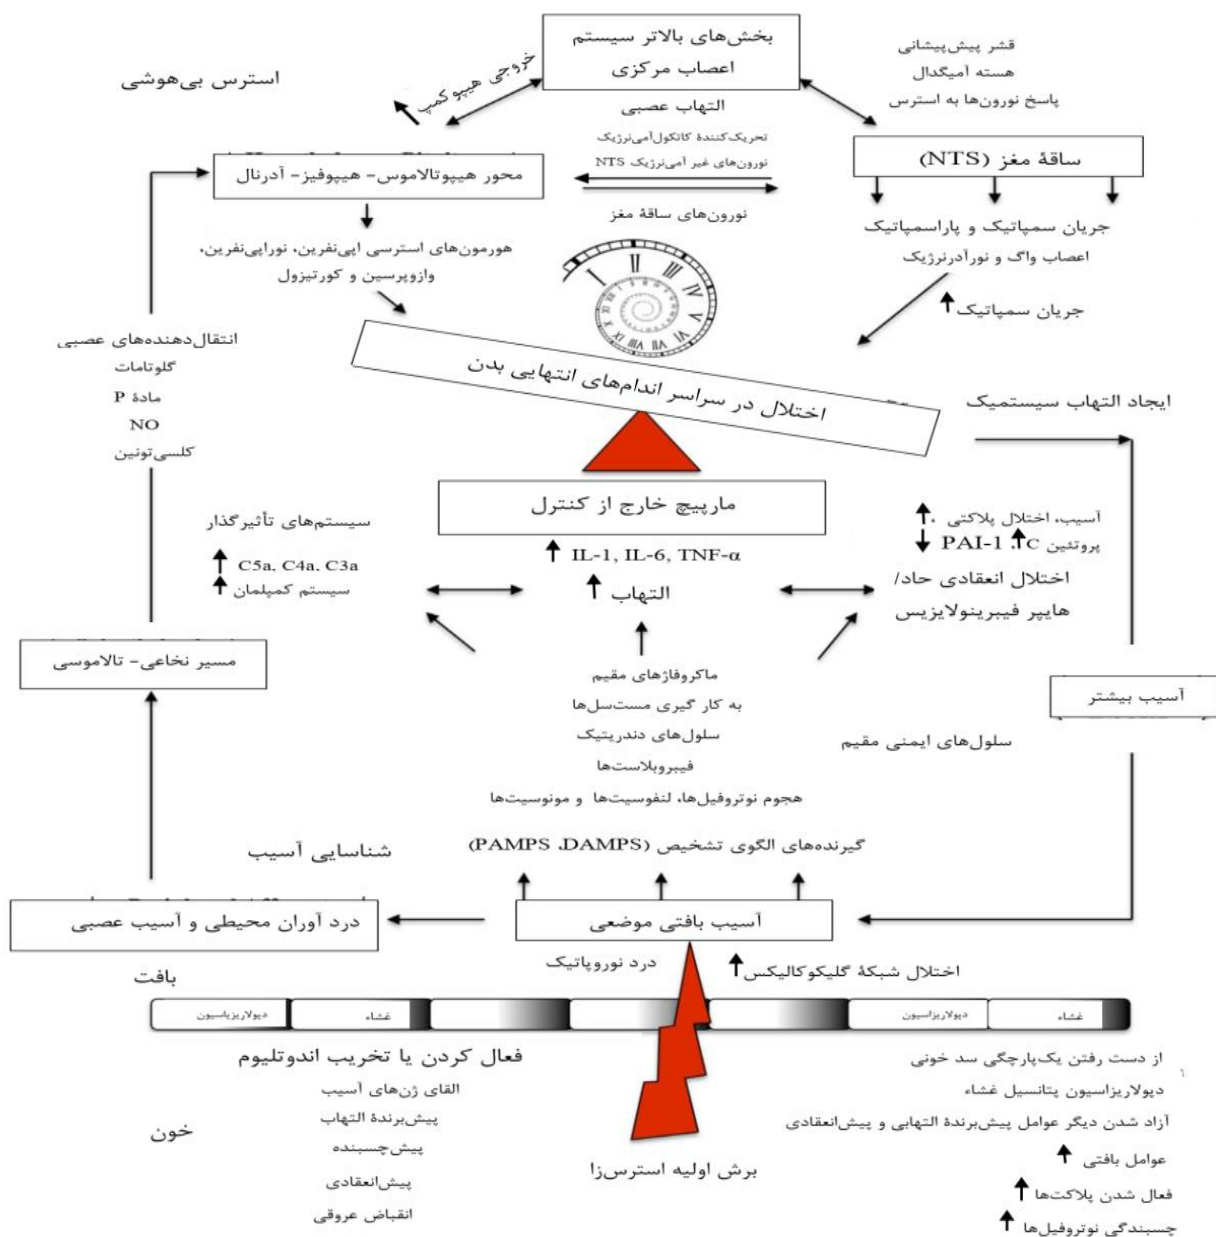 بخش‌های بالاتر سیستم
اعصاب مرکزی
قشر پیش‌پیشانی
هسته آمیگدال
پاسخ نورون‌ها به استرس
استرس بی‌هوشی
خروجی هیپوکمپ
التهاب عصبی
تحریک‌کنندهٔ کاتکول‌آمی‌نرژیک
نورون‌های غیر آمی‌نرژیک NTS
ساقهٔ مغز (NTS)
محور هیپوتالاموس- هیپوفیز- آدرنال
نورون‌های ساقهٔ مغز
جریان سمپاتیک و پاراسمپاتیک
اعصاب واگ و نورآدرنرژیک
هورمون‌های استرسی اپی‌نفرین، نوراپی‌نفرین،
وازوپرسین و کورتیزول
I II III IV V VI VII VIII IX X XI
جریان سمپاتیک
انتقال‌دهنده‌های عصبی
گلوتامات
مادهٔ P
NO
کلسی‌تونین
اختلال در سراسر اندام‌های انتهایی بدن
ایجاد التهاب سیستمیک
مارپیچ خارج از کنترل
سیستم‌های تأثیرگذار
C5a، C4a، C3a
سیستم کمپلمان
IL-1, IL-6, TNF-α
التهاب
آسیب، اختلال پلاکتی ،
پروتئین C، PAI-1
اختلال انعقادی حاد/
هایپر فیبرینولایزیس
مسیر نخاعی- تالاموسی
ماکروفاژهای مقیم
به کار گیری مست‌سل‌ها
سلول‌های دندریتیک
فیبروبلاست‌ها
هجوم نوتروفیل‌ها، لنفوسیت‌ها و مونوسیت‌ها
آسیب بیشتر
سلول‌های ایمنی مقیم
شناسایی آسیب
گیرنده‌های الگوی تشخیص (PAMPS ،DAMPS)
آسیب بافتی موضعی
درد آوران محیطی و آسیب عصبی
درد نوروپاتیک
اختلال شبکهٔ گلیکوکالیکس
بافت
غشاء
دپولاریزاسیون
غشاء
دپولاریزیاسیون
فعال کردن یا تخریب اندوتلیوم
القای ژن‌های آسیب
پیش‌برندهٔ التهاب
پیش‌چسبنده
پیش‌انعقادی
انقباض عروقی
خون
برش اولیه استرس‌زا
از دست رفتن یک‌پارچگی سد خونی
دپولاریزاسیون پتانسیل غشاء
آزاد شدن دیگر عوامل پیش‌برندهٔ التهابی و پیش‌انعقادی
عوامل بافتی
فعال شدن پلاکت‌ها
چسبندگی نوتروفیل‌ها